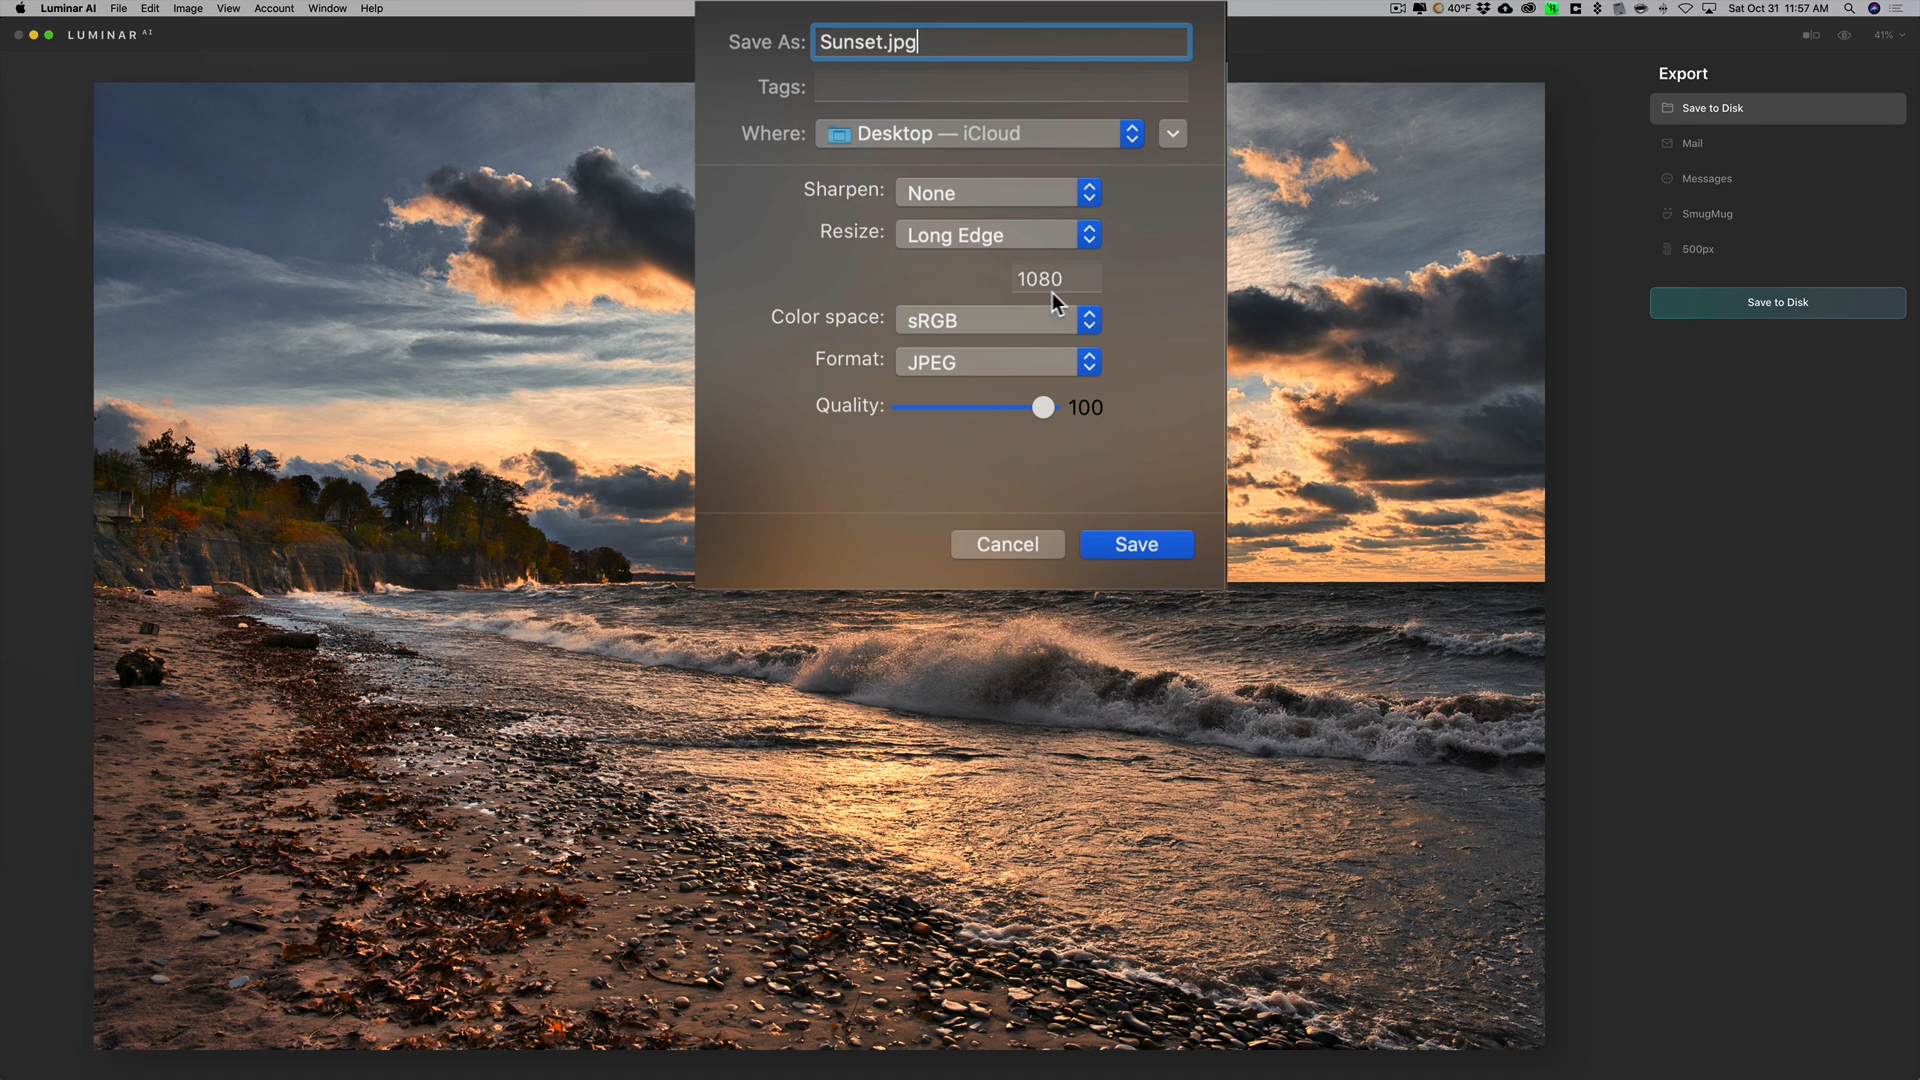 Luminar AI File Edit Image View Account Window Help 40°F Sat Oct 31 11:57 AM
LUMINAR AI 41%
Save As: Sunset.jpg
Tags:
Where: Desktop — iCloud
Sharpen: None
Resize: Long Edge
1080
Color space: sRGB
Format: JPEG
Quality: 100
Cancel Save
Export
Save to Disk
Mail
Messages
SmugMug
500px
Save to Disk